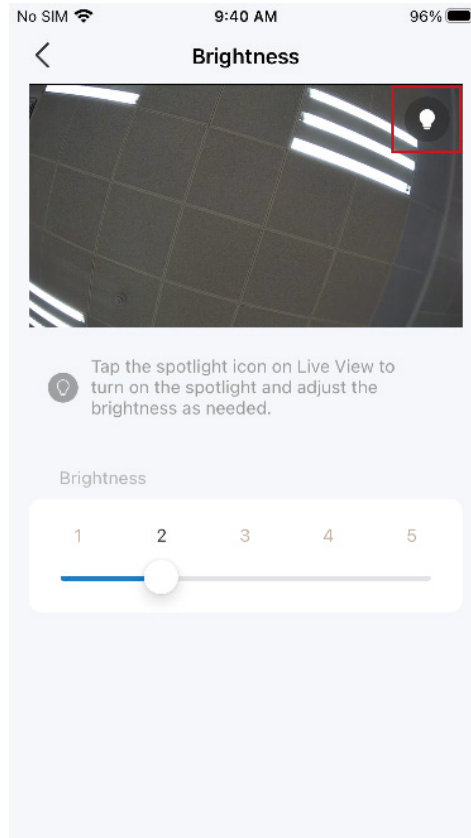 No SIM 9:40 AM 96%
Brightness
Tap the spotlight icon on Live View to
turn on the spotlight and adjust the
brightness as needed.
Brightness
1 2 3 4 5